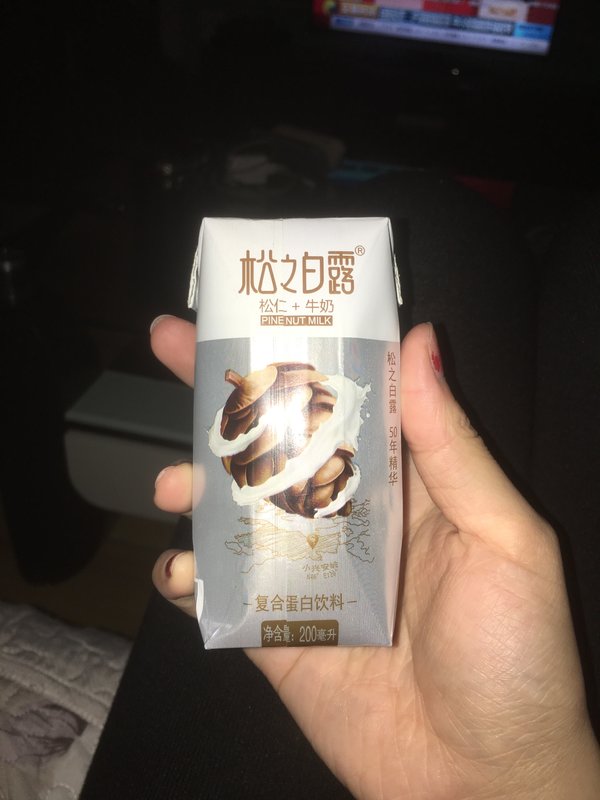 松之白露®
松仁 + 牛奶
PINE NUT MILK
松之白露 50年精华
小兴安岭
复合蛋白饮料
净含量: 200毫升